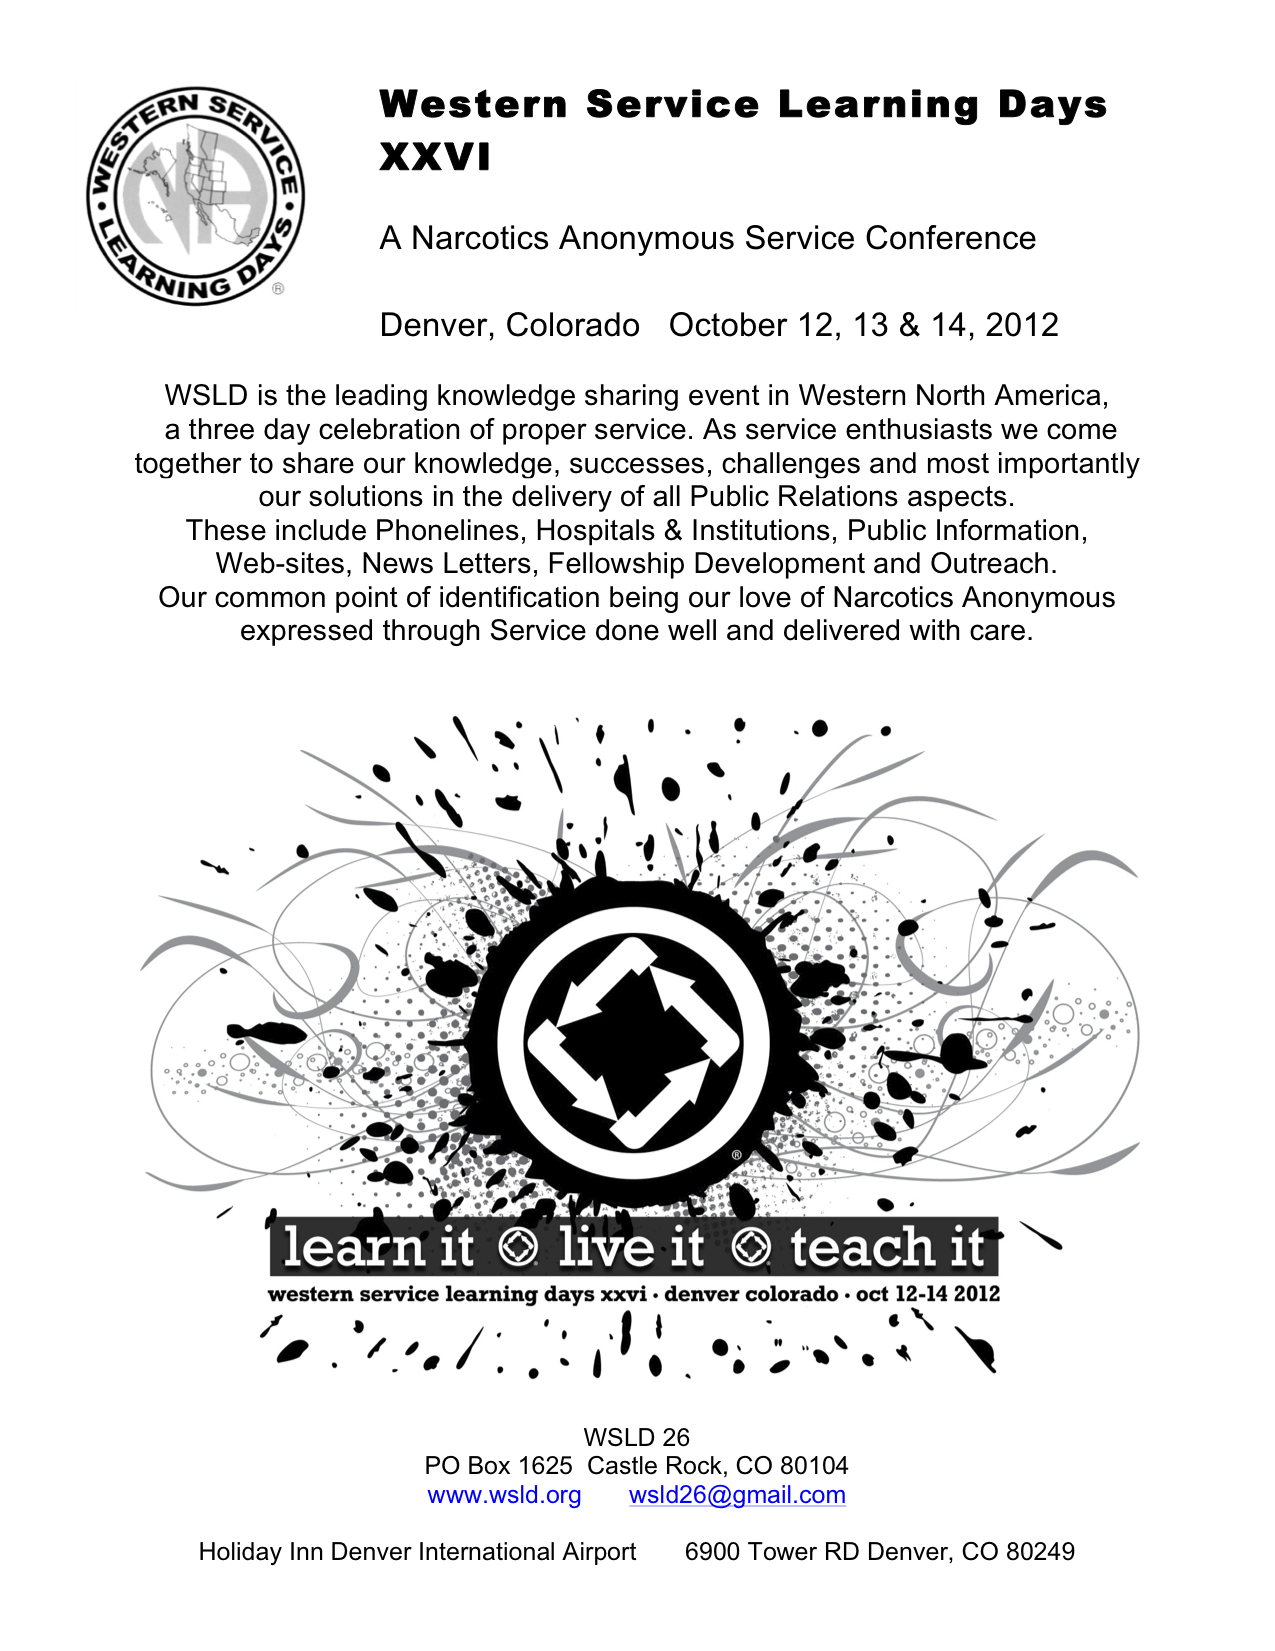 WESTERN SERVICE
• LEARNING DAYS •
NA
®
Western Service Learning Days
XXVI
A Narcotics Anonymous Service Conference
Denver, Colorado October 12, 13 & 14, 2012
WSLD is the leading knowledge sharing event in Western North America,
a three day celebration of proper service. As service enthusiasts we come
together to share our knowledge, successes, challenges and most importantly
our solutions in the delivery of all Public Relations aspects.
These include Phonelines, Hospitals & Institutions, Public Information,
Web-sites, News Letters, Fellowship Development and Outreach.
Our common point of identification being our love of Narcotics Anonymous
expressed through Service done well and delivered with care.
®
learn it live it teach it
western service learning days xxvi · denver colorado · oct 12-14 2012
WSLD 26
PO Box 1625 Castle Rock, CO 80104
www.wsld.org wsld26@gmail.com
Holiday Inn Denver International Airport 6900 Tower RD Denver, CO 80249